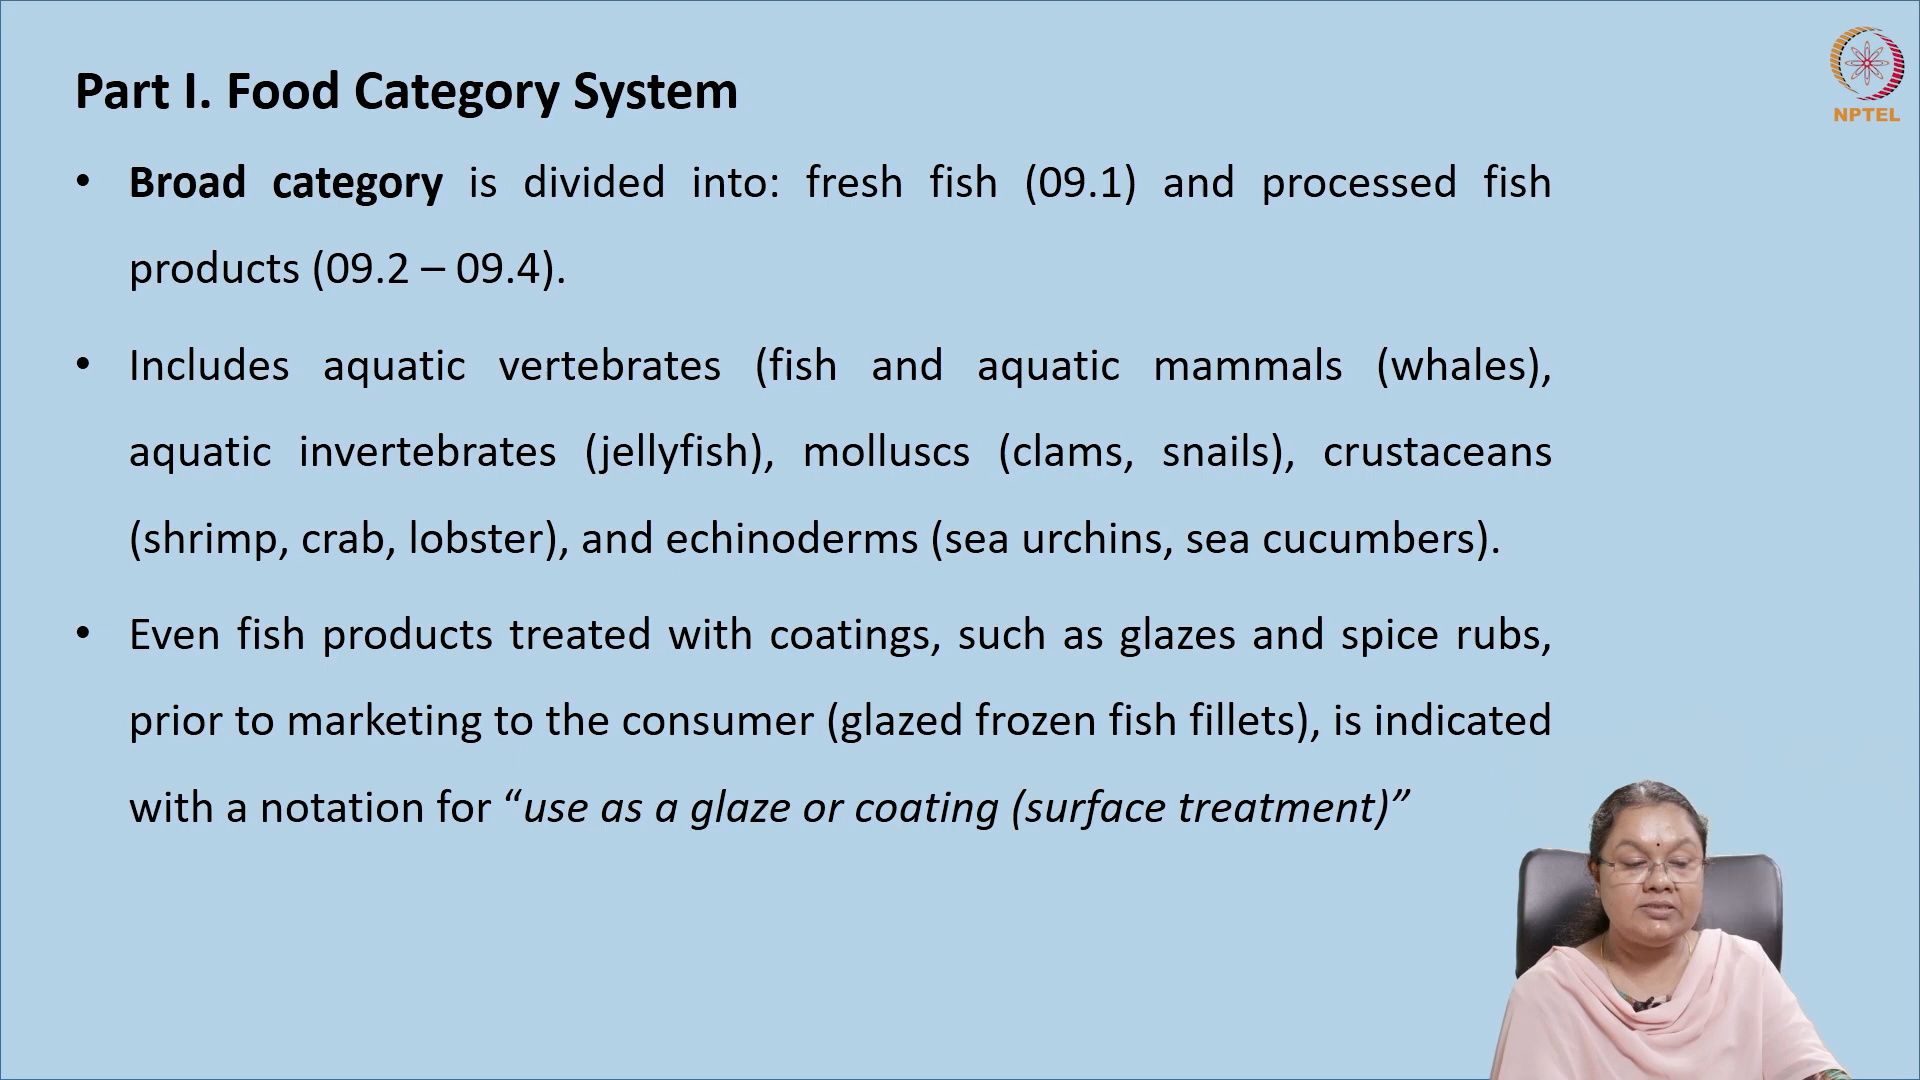 Part I. Food Category System
NPTEL
• Broad category is divided into: fresh fish (09.1) and processed fish
products (09.2 – 09.4).
• Includes aquatic vertebrates (fish and aquatic mammals (whales),
aquatic invertebrates (jellyfish), molluscs (clams, snails), crustaceans
(shrimp, crab, lobster), and echinoderms (sea urchins, sea cucumbers).
• Even fish products treated with coatings, such as glazes and spice rubs,
prior to marketing to the consumer (glazed frozen fish fillets), is indicated
with a notation for “use as a glaze or coating (surface treatment)”